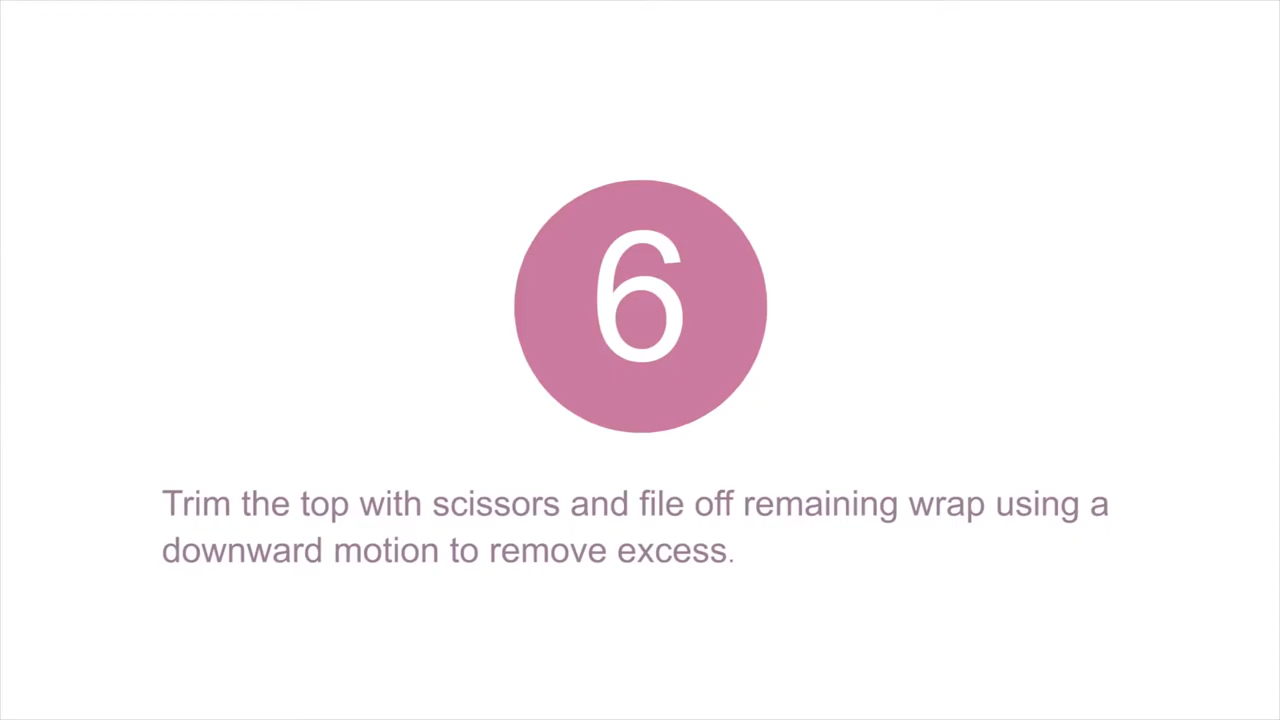 6
Trim the top with scissors and file off remaining wrap using a
downward motion to remove excess.